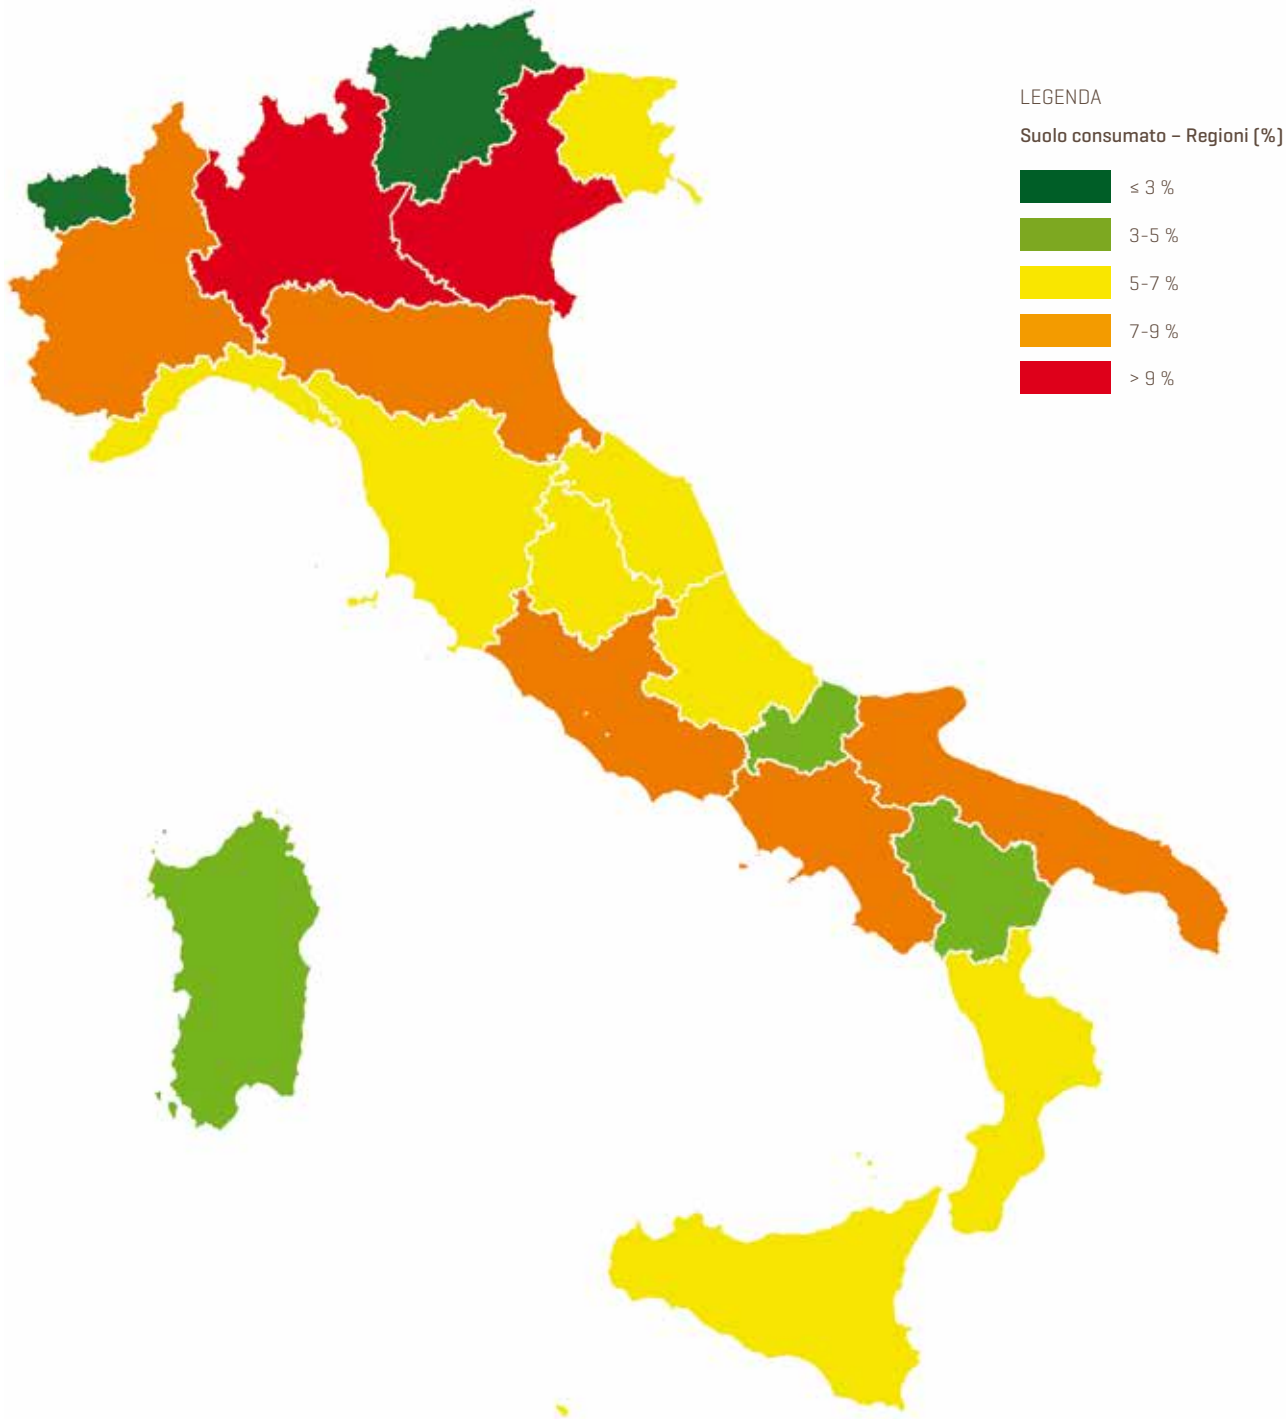 LEGENDA
Suolo consumato – Regioni (%)
≤ 3 %
3-5 %
5-7 %
7-9 %
> 9 %